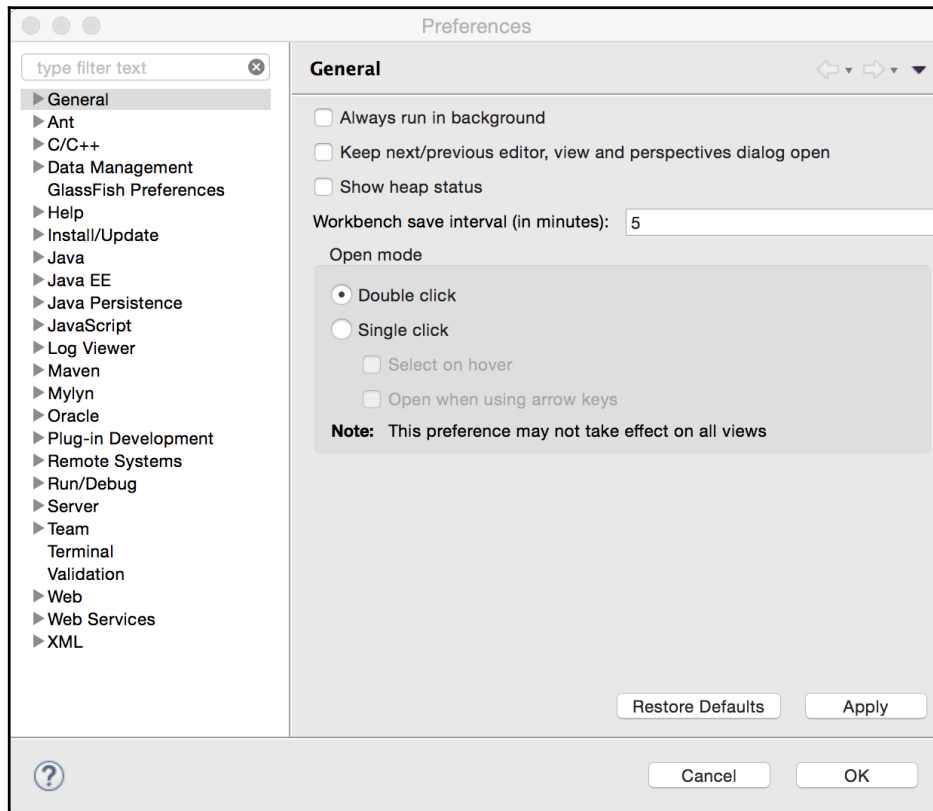 Preferences
type filter text
General
Ant
C/C++
Data Management
GlassFish Preferences
Help
Install/Update
Java
Java EE
Java Persistence
JavaScript
Log Viewer
Maven
Mylyn
Oracle
Plug-in Development
Remote Systems
Run/Debug
Server
Team
Terminal
Validation
Web
Web Services
XML
General
Always run in background
Keep next/previous editor, view and perspectives dialog open
Show heap status
Workbench save interval (in minutes): 5
Open mode
Double click
Single click
Select on hover
Open when using arrow keys
Note: This preference may not take effect on all views
Restore Defaults Apply
? Cancel OK